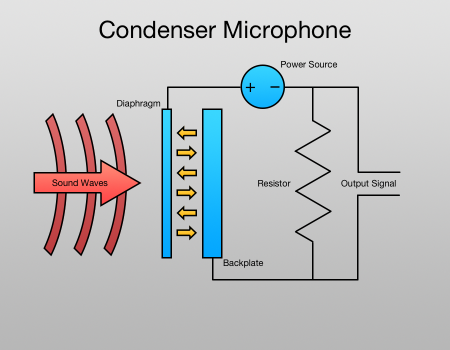 Condenser Microphone
Power Source
+ −
Diaphragm
Sound Waves
Resistor
Output Signal
Backplate